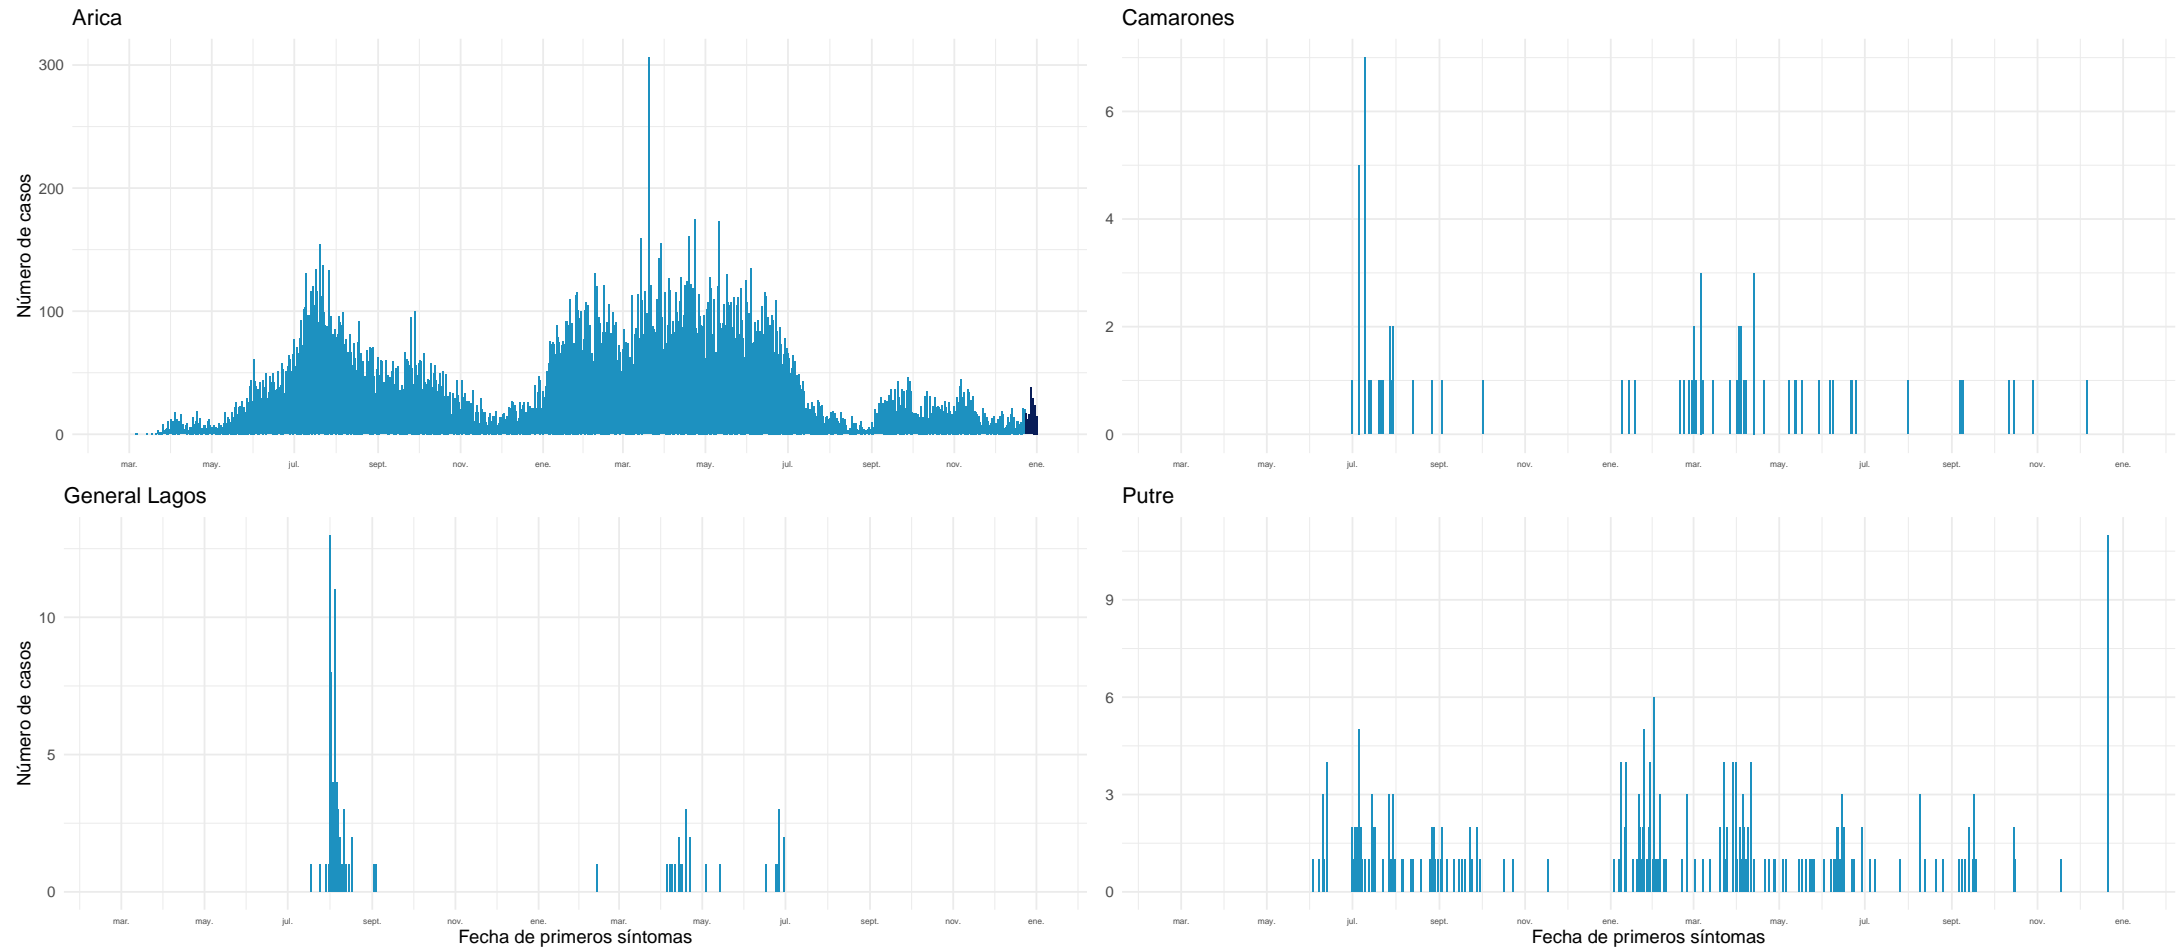 Arica
Camarones
Número de casos
300
200
100
0
6
4
2
0
mar. may. jul. sept. nov. ene. mar. may. jul. sept. nov. ene.
mar. may. jul. sept. nov. ene. mar. may. jul. sept. nov. ene.
General Lagos
Putre
Número de casos
10
5
0
9
6
3
0
mar. may. jul. sept. nov. ene. mar. may. jul. sept. nov. ene.
mar. may. jul. sept. nov. ene. mar. may. jul. sept. nov. ene.
Fecha de primeros síntomas
Fecha de primeros síntomas